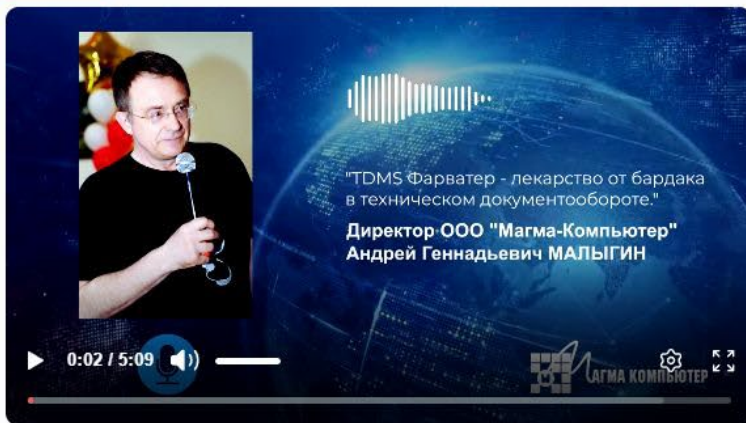 "TDMS Фарватер - лекарство от бардака
в техническом документообороте."
Директор ООО "Магма-Компьютер"
Андрей Геннадьевич МАЛЫГИН
0:02 / 5:09
МАГМА КОМПЬЮТЕР